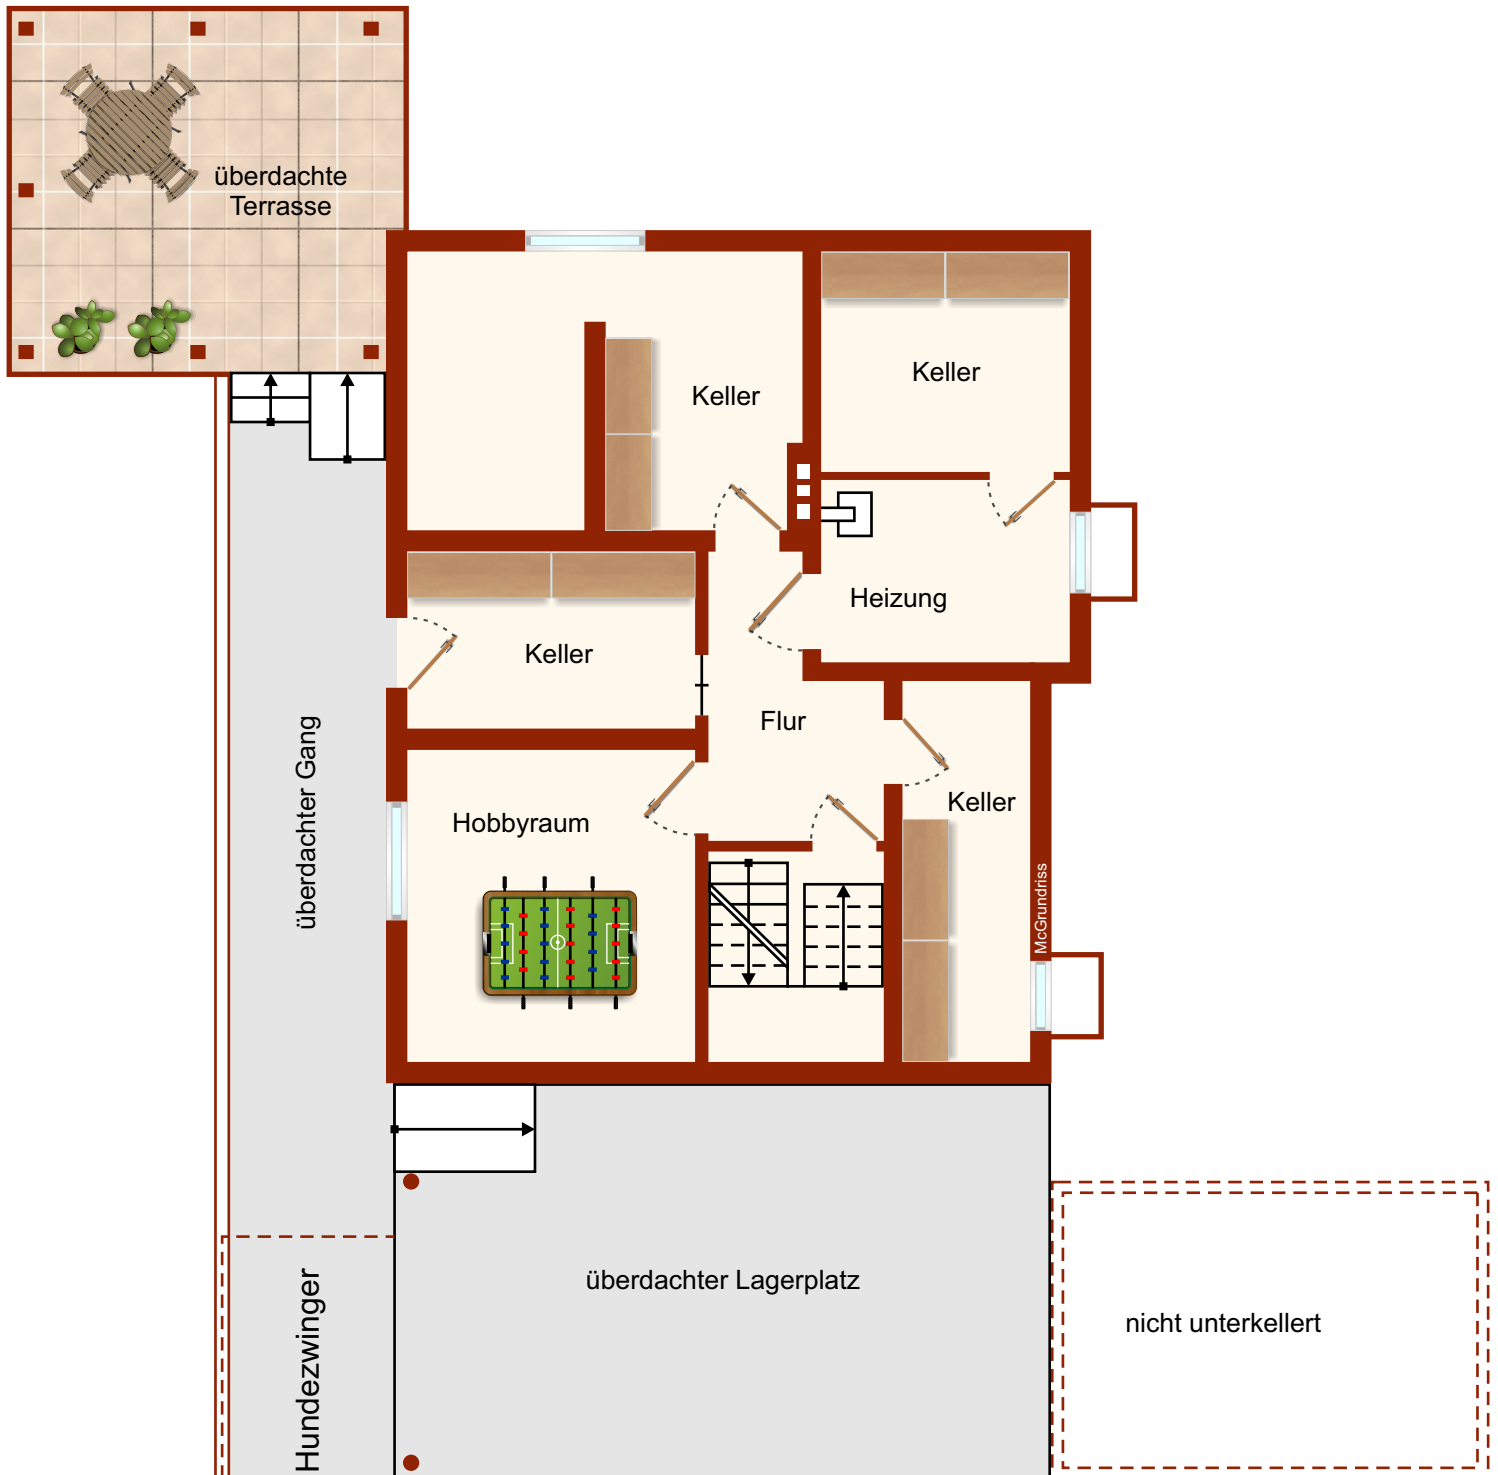 überdachte
Terrasse
Keller
Keller
Heizung
Keller
Flur
überdachter Gang
Keller
Hobbyraum
McGrundriss
überdachter Lagerplatz
Hundezwinger
nicht unterkellert